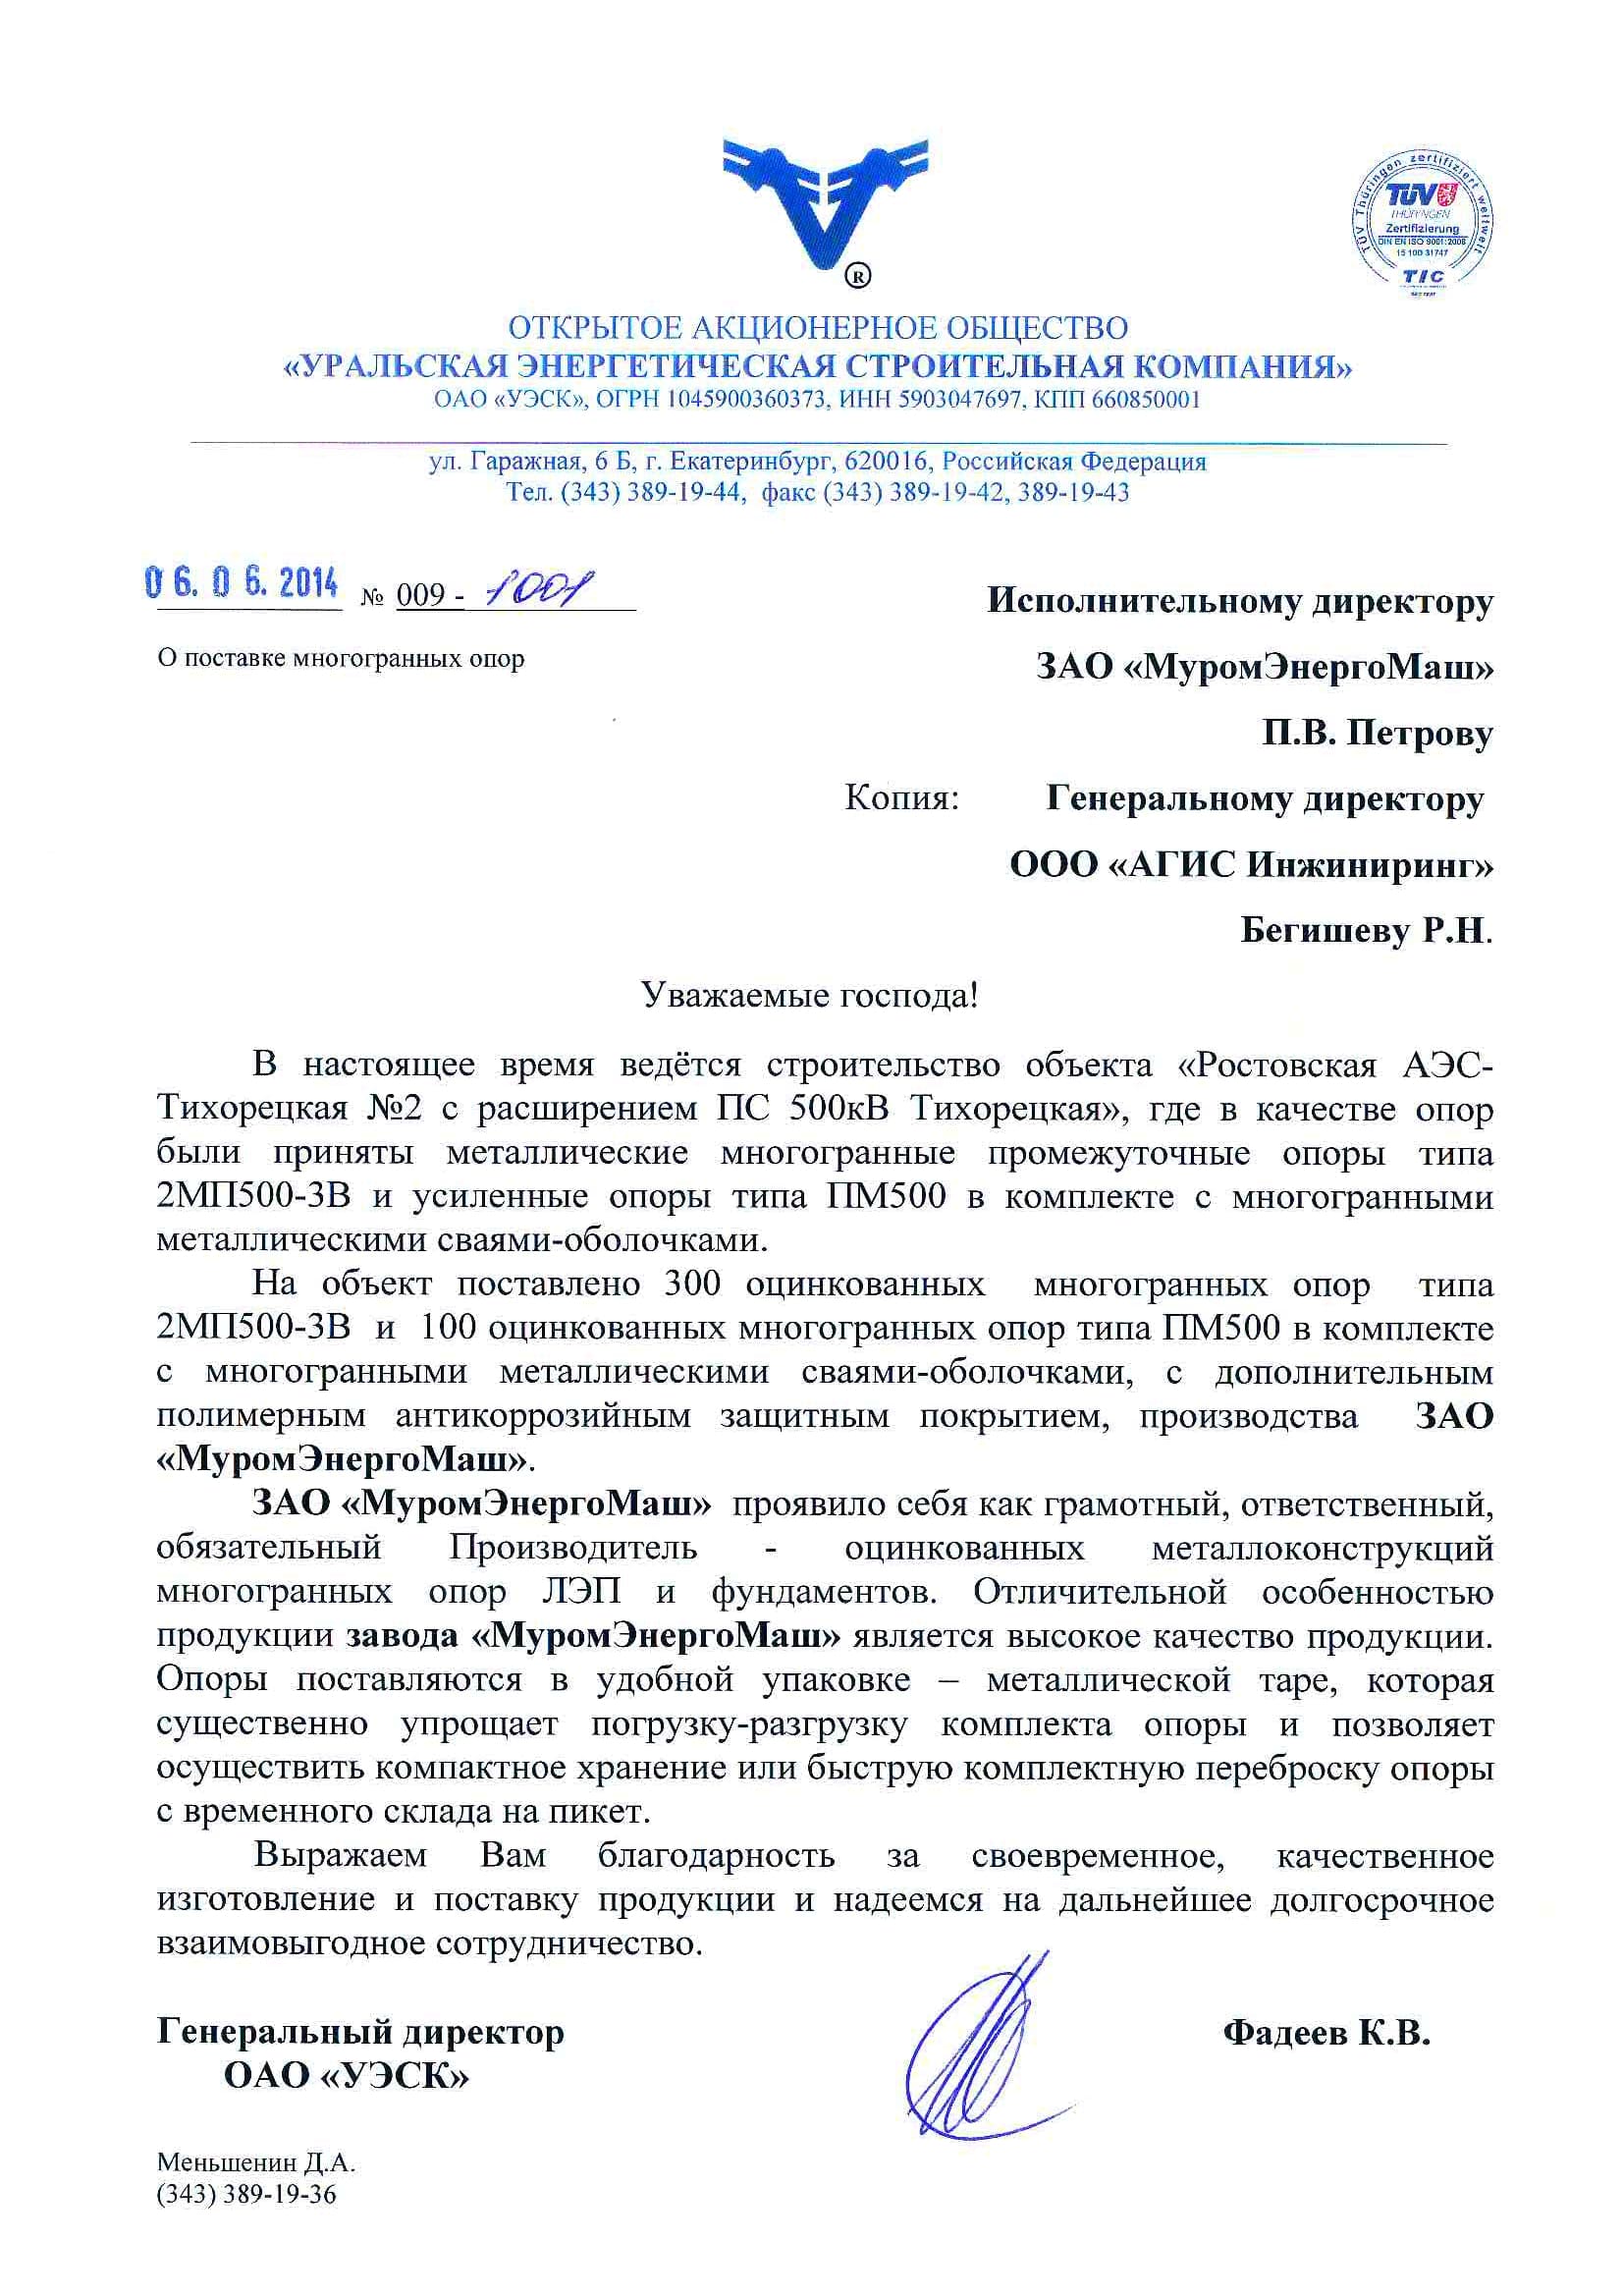 TÜV Thüringen zertifiziert weltweit
TÜV
THÜRINGEN
Zertifizierung
DIN EN ISO 9001:2008
15 100 31747
TIC
®
ОТКРЫТОЕ АКЦИОНЕРНОЕ ОБЩЕСТВО
«УРАЛЬСКАЯ ЭНЕРГЕТИЧЕСКАЯ СТРОИТЕЛЬНАЯ КОМПАНИЯ»
ОАО «УЭСК», ОГРН 1045900360373, ИНН 5903047697, КПП 660850001
ул. Гаражная, 6 Б, г. Екатеринбург, 620016, Российская Федерация
Тел. (343) 389-19-44, факс (343) 389-19-42, 389-19-43
06.06.2014 № 009 - 1001
О поставке многогранных опор
Исполнительному директору
ЗАО «МуромЭнергоМаш»
П.В. Петрову
Копия: Генеральному директору
ООО «АГИС Инжиниринг»
Бегишеву Р.Н.
Уважаемые господа!
В настоящее время ведётся строительство объекта «Ростовская АЭС-
Тихорецкая №2 с расширением ПС 500кВ Тихорецкая», где в качестве опор
были приняты металлические многогранные промежуточные опоры типа
2МП500-3В и усиленные опоры типа ПМ500 в комплекте с многогранными
металлическими сваями-оболочками.
На объект поставлено 300 оцинкованных многогранных опор типа
2МП500-3В и 100 оцинкованных многогранных опор типа ПМ500 в комплекте
с многогранными металлическими сваями-оболочками, с дополнительным
полимерным антикоррозийным защитным покрытием, производства ЗАО
«МуромЭнергоМаш».
ЗАО «МуромЭнергоМаш» проявило себя как грамотный, ответственный,
обязательный Производитель - оцинкованных металлоконструкций
многогранных опор ЛЭП и фундаментов. Отличительной особенностью
продукции завода «МуромЭнергоМаш» является высокое качество продукции.
Опоры поставляются в удобной упаковке – металлической таре, которая
существенно упрощает погрузку-разгрузку комплекта опоры и позволяет
осуществить компактное хранение или быструю комплектную переброску опоры
с временного склада на пикет.
Выражаем Вам благодарность за своевременное, качественное
изготовление и поставку продукции и надеемся на дальнейшее долгосрочное
взаимовыгодное сотрудничество.
Генеральный директор
ОАО «УЭСК»
Фадеев К.В.
Меньшенин Д.А.
(343) 389-19-36